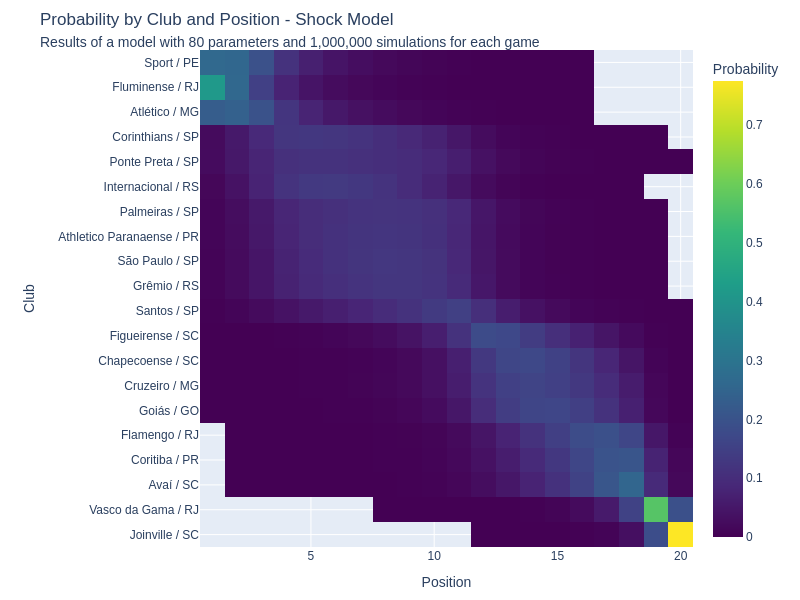 Probability by Club and Position - Shock Model
Results of a model with 80 parameters and 1,000,000 simulations for each game
Probability
Sport / PE
Fluminense / RJ
Atlético / MG
Corinthians / SP
Ponte Preta / SP
Internacional / RS
Palmeiras / SP
Athletico Paranaense / PR
São Paulo / SP
Grêmio / RS
Santos / SP
Figueirense / SC
Chapecoense / SC
Cruzeiro / MG
Goiás / GO
Flamengo / RJ
Coritiba / PR
Avaí / SC
Vasco da Gama / RJ
Joinville / SC
Club
5 10 15 20
Position
0.7
0.6
0.5
0.4
0.3
0.2
0.1
0